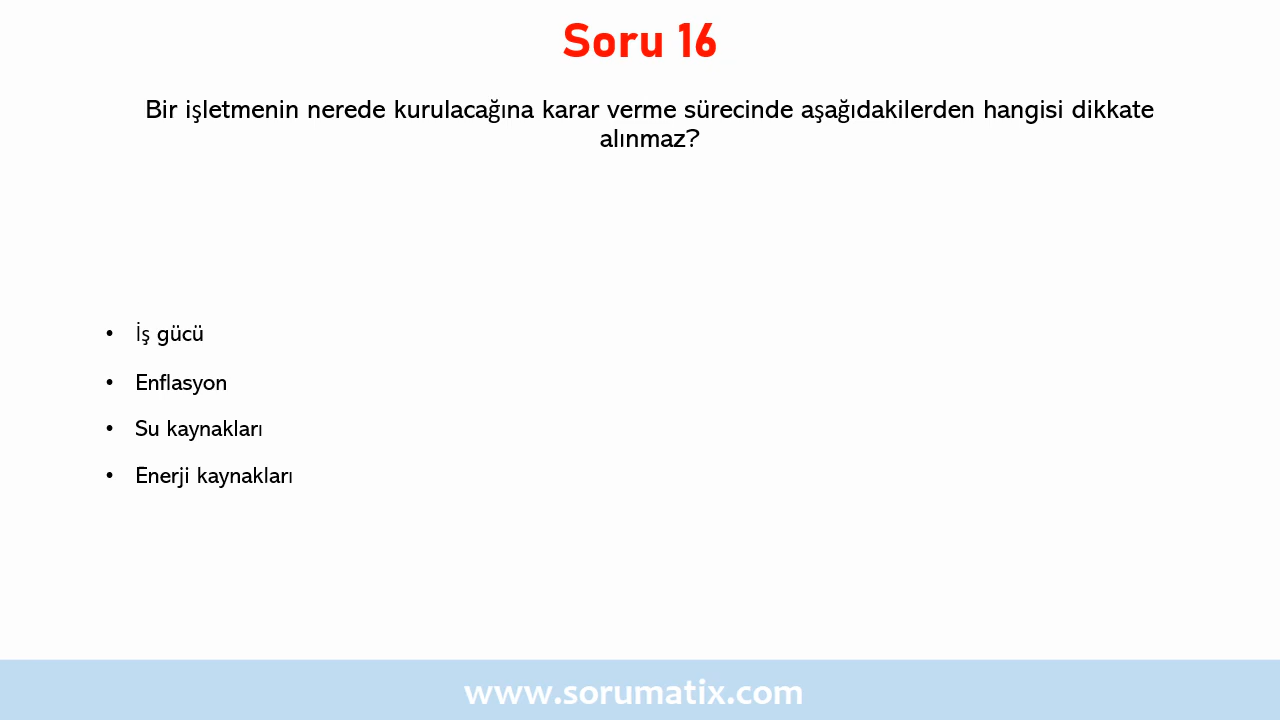 Soru 16
Bir işletmenin nerede kurulacağına karar verme sürecinde aşağıdakilerden hangisi dikkate
alınmaz?
• İş gücü
• Enflasyon
• Su kaynakları
• Enerji kaynakları
www.sorumatix.com